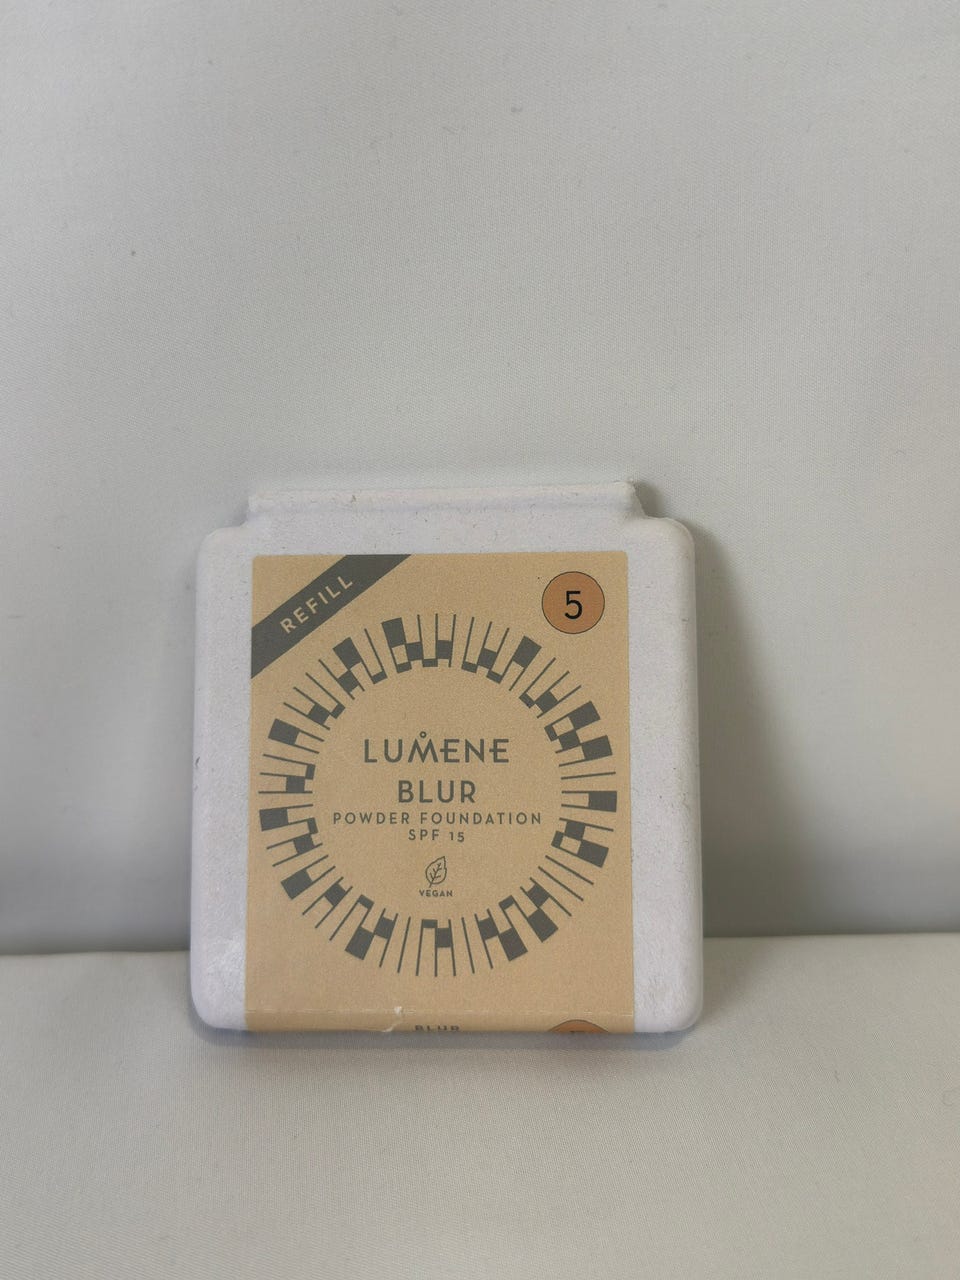 REFILL
5
LUMENE
BLUR
POWDER FOUNDATION
SPF 15
VEGAN
BLUR